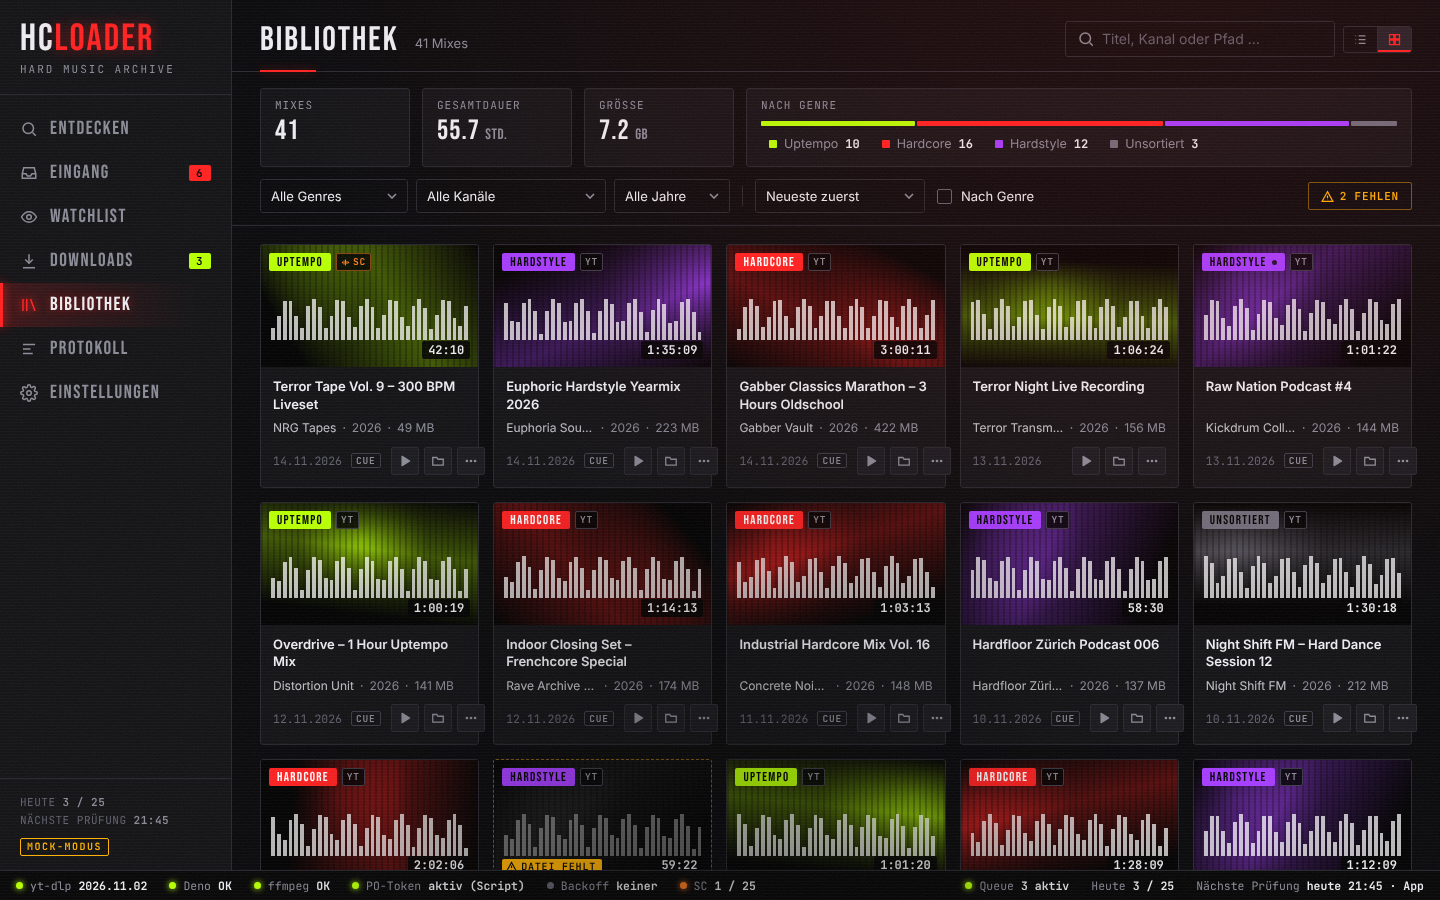 HCLOADER
HARD MUSIC ARCHIVE
ENTDECKEN
EINGANG 6
WATCHLIST
DOWNLOADS 3
BIBLIOTHEK
PROTOKOLL
EINSTELLUNGEN
HEUTE 3 / 25
NÄCHSTE PRÜFUNG 21:45
MOCK-MODUS
BIBLIOTHEK 41 Mixes
Titel, Kanal oder Pfad ...
MIXES
41
GESAMTDAUER
55.7 STD.
GRÖSSE
7.2 GB
NACH GENRE
Uptempo 10 Hardcore 16 Hardstyle 12 Unsortiert 3
Alle Genres Alle Kanäle Alle Jahre Neueste zuerst Nach Genre 2 FEHLEN
UPTEMPO SC
42:10
Terror Tape Vol. 9 – 300 BPM
Liveset
NRG Tapes · 2026 · 49 MB
14.11.2026 CUE
HARDSTYLE YT
1:35:09
Euphoric Hardstyle Yearmix
2026
Euphoria Sou... · 2026 · 223 MB
14.11.2026 CUE
HARDCORE YT
3:00:11
Gabber Classics Marathon – 3
Hours Oldschool
Gabber Vault · 2026 · 422 MB
14.11.2026 CUE
UPTEMPO YT
1:06:24
Terror Night Live Recording
Terror Transm... · 2026 · 156 MB
13.11.2026
HARDSTYLE YT
1:01:22
Raw Nation Podcast #4
Kickdrum Coll... · 2026 · 144 MB
13.11.2026 CUE
UPTEMPO YT
1:00:19
Overdrive – 1 Hour Uptempo
Mix
Distortion Unit · 2026 · 141 MB
12.11.2026 CUE
HARDCORE YT
1:14:13
Indoor Closing Set –
Frenchcore Special
Rave Archive ... · 2026 · 174 MB
12.11.2026 CUE
HARDCORE YT
1:03:13
Industrial Hardcore Mix Vol. 16
Concrete Noi... · 2026 · 148 MB
11.11.2026 CUE
HARDSTYLE YT
58:30
Hardfloor Zürich Podcast 006
Hardfloor Züri... · 2026 · 137 MB
10.11.2026 CUE
UNSORTIERT YT
1:30:18
Night Shift FM – Hard Dance
Session 12
Night Shift FM · 2026 · 212 MB
10.11.2026 CUE
HARDCORE YT
2:02:06
HARDSTYLE YT
DATEI FEHLT 59:22
UPTEMPO YT
1:01:20
HARDCORE YT
1:28:09
HARDSTYLE YT
1:12:09
yt-dlp 2026.11.02 Deno OK ffmpeg OK PO-Token aktiv (Script) Backoff keiner SC 1 / 25 Queue 3 aktiv Heute 3 / 25 Nächste Prüfung heute 21:45 · App